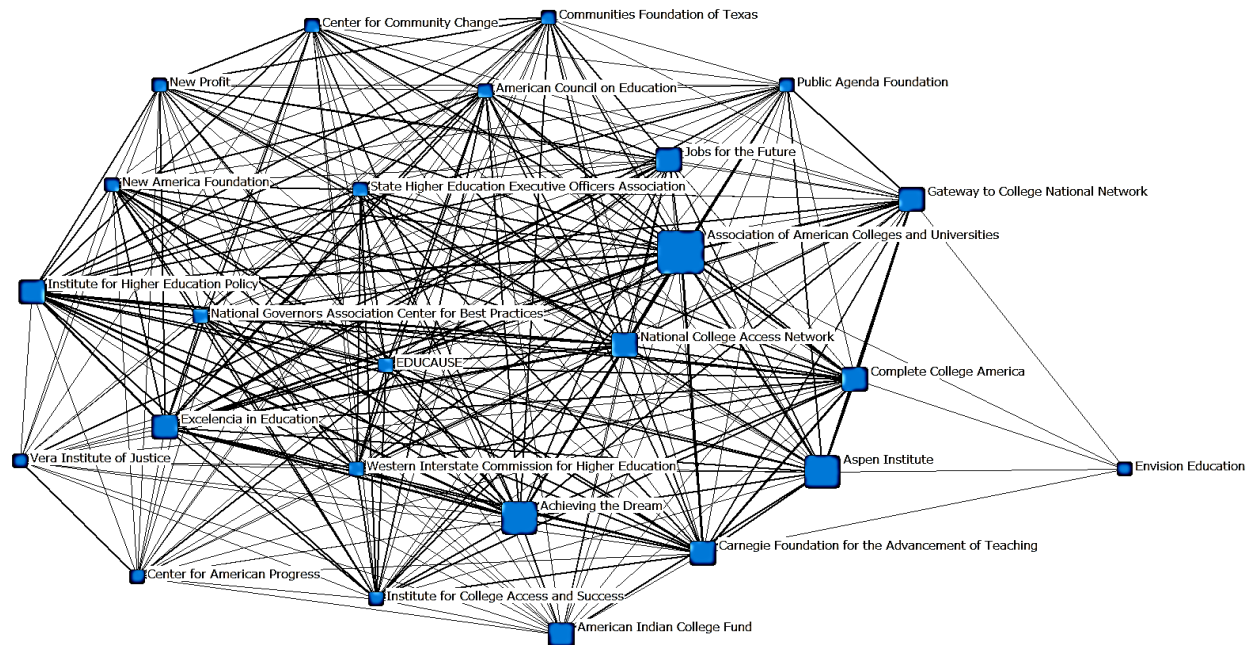 Communities Foundation of Texas
Center for Community Change
New Profit
American Council on Education
Public Agenda Foundation
Jobs for the Future
New America Foundation
State Higher Education Executive Officers Association
Gateway to College National Network
Association of American Colleges and Universities
Institute for Higher Education Policy
National Governors Association Center for Best Practices
National College Access Network
EDUCAUSE
Complete College America
Excelencia in Education
Vera Institute of Justice
Western Interstate Commission for Higher Education
Aspen Institute
Envision Education
Achieving the Dream
Carnegie Foundation for the Advancement of Teaching
Center for American Progress
Institute for College Access and Success
American Indian College Fund